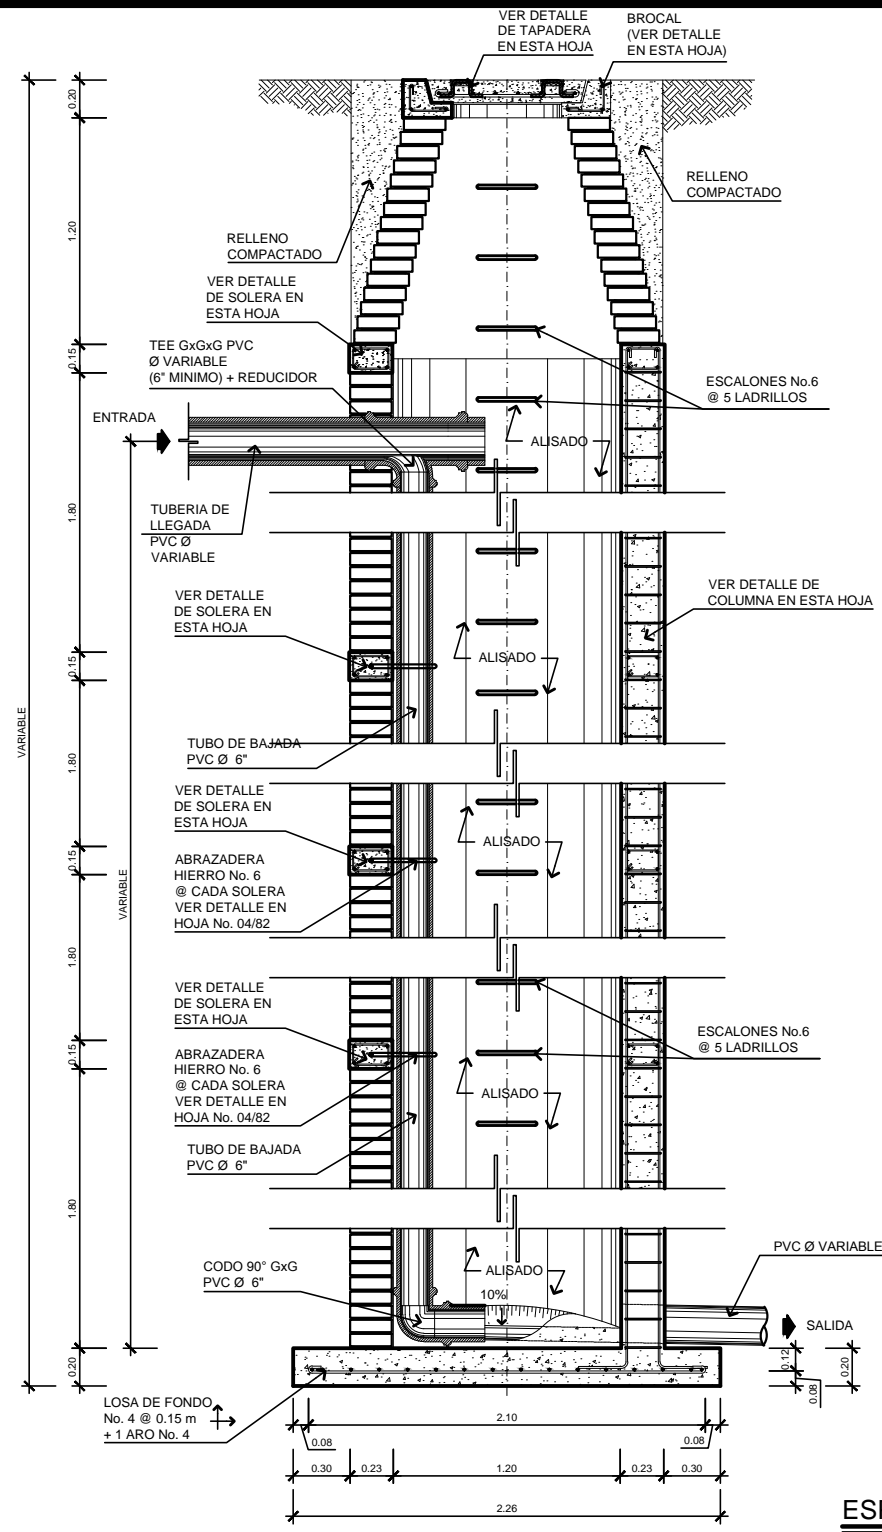 VER DETALLE
DE TAPADERA
EN ESTA HOJA
BROCAL
(VER DETALLE
EN ESTA HOJA)
0.20
RELLENO
COMPACTADO
1.20
RELLENO
COMPACTADO
VER DETALLE
DE SOLERA EN
ESTA HOJA
TEE GxGxG PVC
Ø VARIABLE
(6" MINIMO) + REDUCIDOR
0.15
ESCALONES No.6
@ 5 LADRILLOS
ENTRADA
ALISADO
TUBERIA DE
LLEGADA
PVC Ø
VARIABLE
1.80
VER DETALLE
DE SOLERA EN
ESTA HOJA
VER DETALLE DE
COLUMNA EN ESTA HOJA
ALISADO
0.15
VARIABLE
TUBO DE BAJADA
PVC Ø 6"
1.80
VER DETALLE
DE SOLERA EN
ESTA HOJA
ALISADO
0.15
ABRAZADERA
HIERRO No. 6
@ CADA SOLERA
VER DETALLE EN
HOJA No. 04/82
VARIABLE
1.80
VER DETALLE
DE SOLERA EN
ESTA HOJA
ESCALONES No.6
@ 5 LADRILLOS
0.15
ABRAZADERA
HIERRO No. 6
@ CADA SOLERA
VER DETALLE EN
HOJA No. 04/82
ALISADO
TUBO DE BAJADA
PVC Ø 6"
1.80
PVC Ø VARIABLE
CODO 90° GxG
PVC Ø 6"
ALISADO
10%
SALIDA
0.20
0.12
0.20
0.08
LOSA DE FONDO
No. 4 @ 0.15 m
+ 1 ARO No. 4
2.10
0.08
0.08
0.30
0.23
1.20
0.23
0.30
2.26